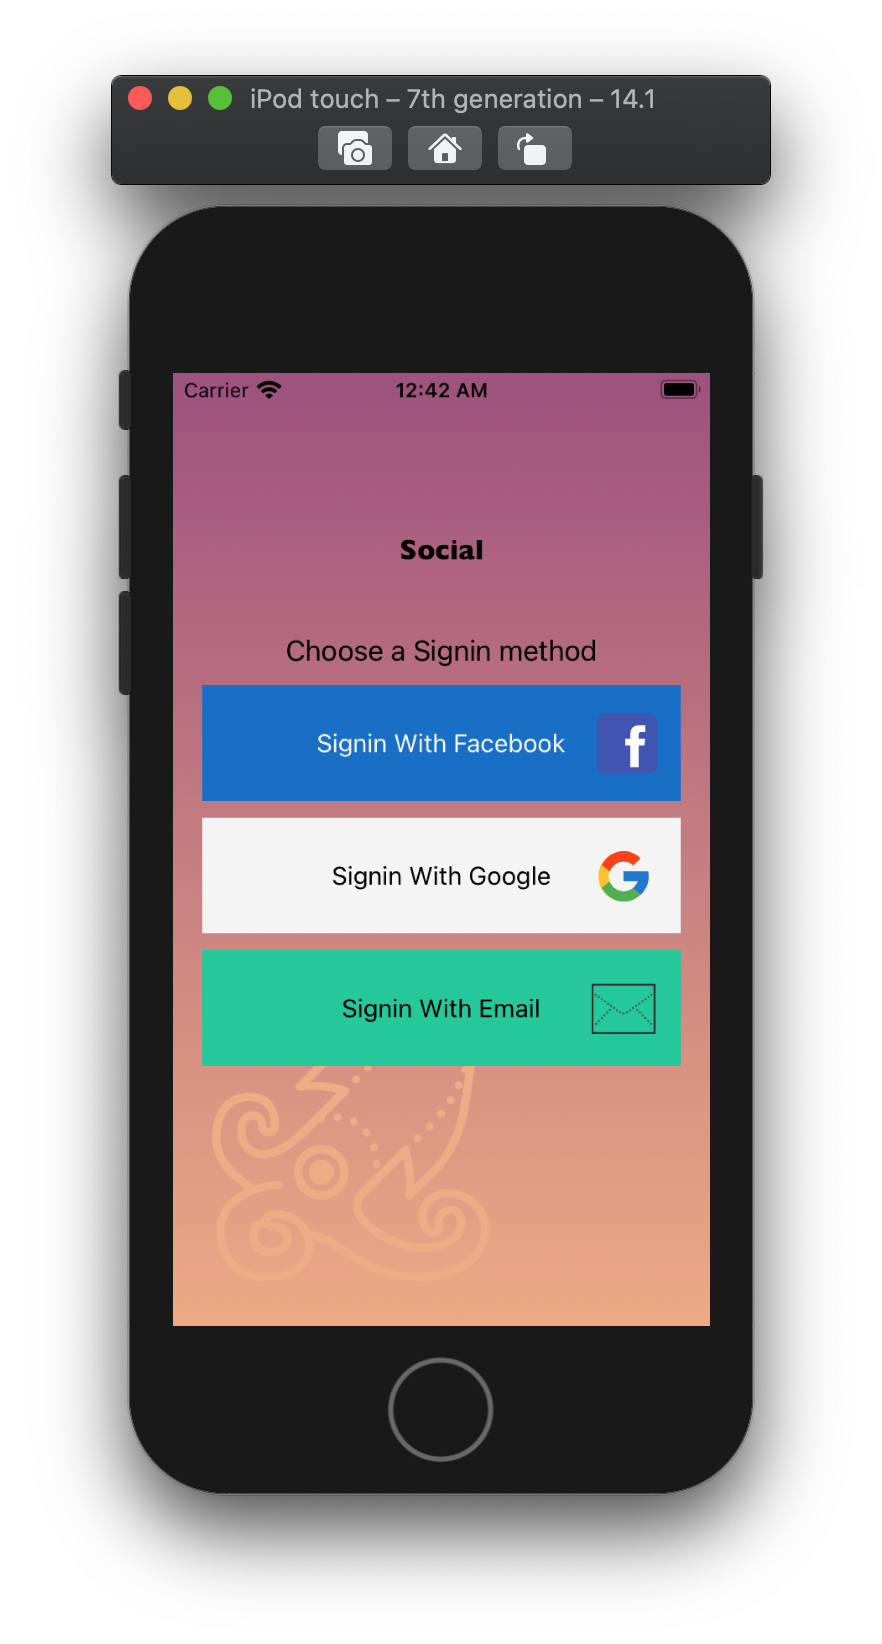 iPod touch – 7th generation – 14.1
Carrier 12:42 AM
Social
Choose a Signin method
Signin With Facebook f
Signin With Google G
Signin With Email